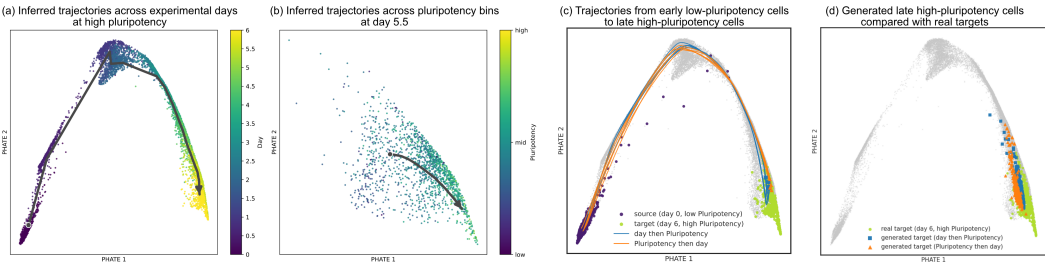 (a) Inferred trajectories across experimental days
at high pluripotency
PHATE 2
PHATE 1
6
5.5
5
4.5
4
3.5
3
2.5
2
1.5
1
0.5
0
Day
(b) Inferred trajectories across pluripotency bins
at day 5.5
PHATE 2
PHATE 1
high
mid
low
Pluripotency
(c) Trajectories from early low-pluripotency cells
to late high-pluripotency cells
PHATE 2
source (day 0, low Pluripotency)
target (day 6, high Pluripotency)
day then Pluripotency
Pluripotency then day
PHATE 1
(d) Generated late high-pluripotency cells
compared with real targets
PHATE 2
real target (day 6, high Pluripotency)
generated target (day then Pluripotency)
generated target (Pluripotency then day)
PHATE 1